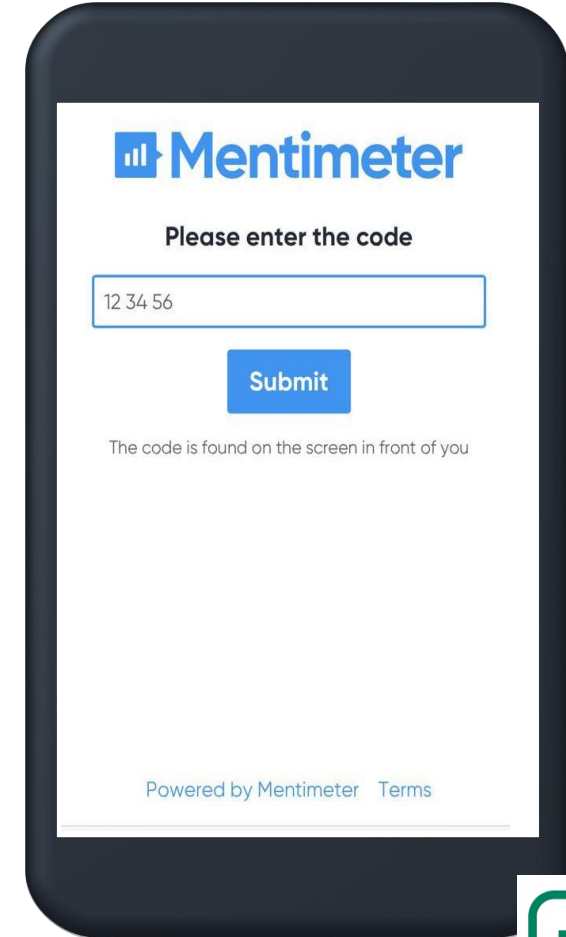 Mentimeter
Please enter the code
12 34 56
Submit
The code is found on the screen in front of you
Powered by Mentimeter Terms